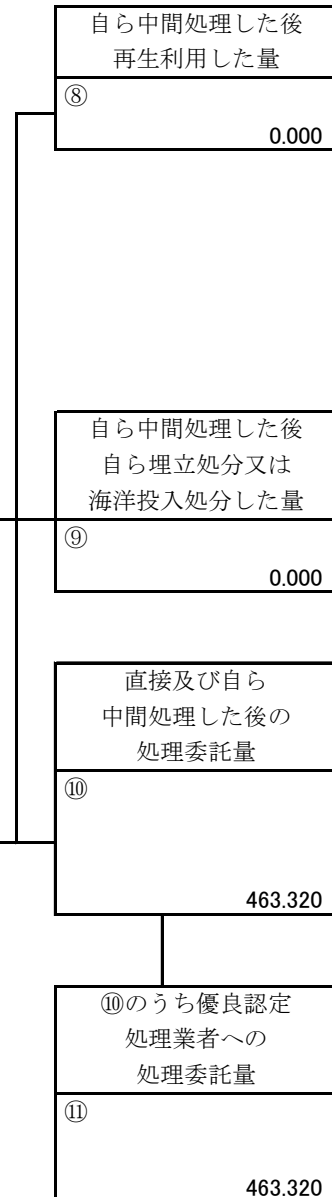 自ら中間処理した後
再生利用した量
⑧
0.000
自ら中間処理した後
自ら埋立処分又は
海洋投入処分した量
⑨
0.000
直接及び自ら
中間処理した後の
処理委託量
⑩
463.320
⑩のうち優良認定
処理業者への
処理委託量
⑪
463.320